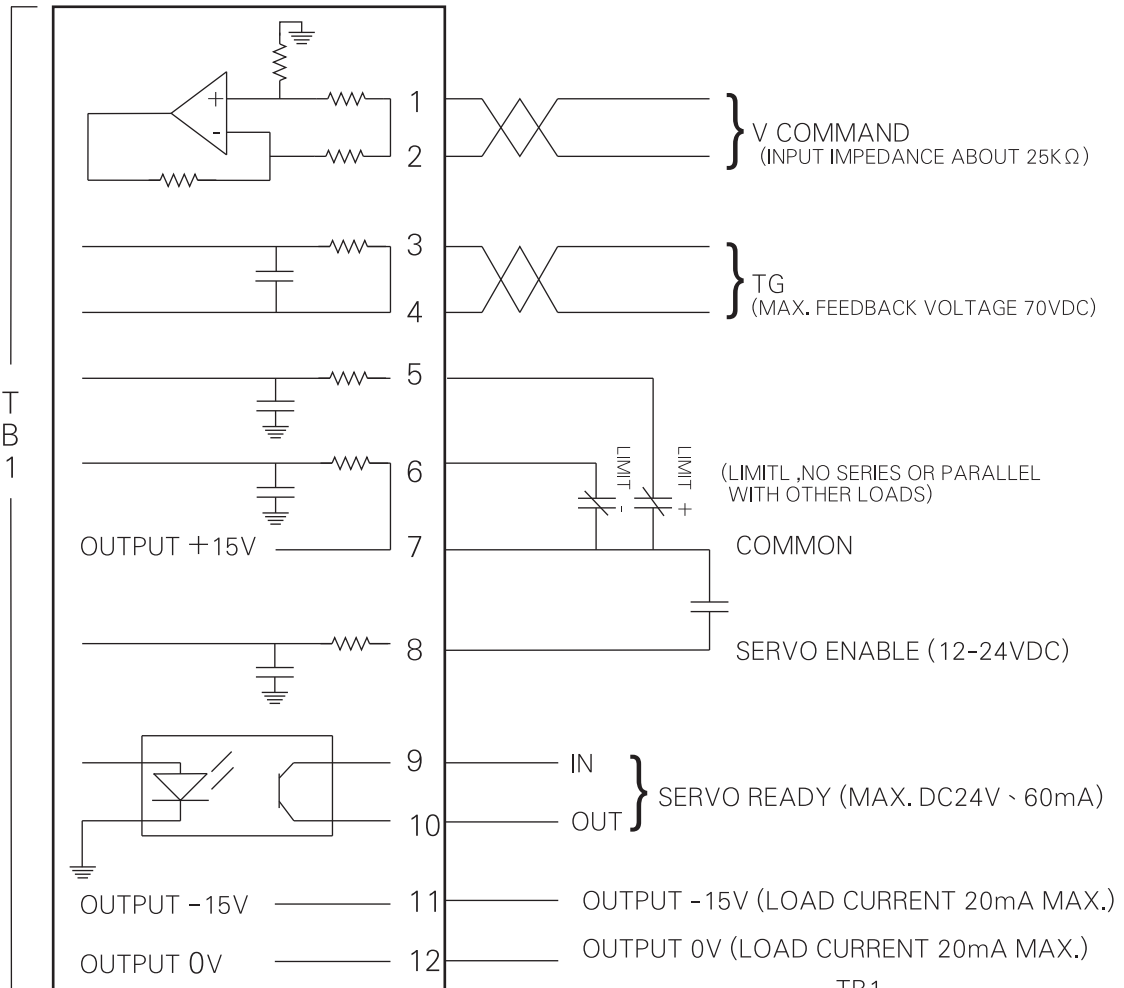 +
-
1
2
V COMMAND
(INPUT IMPEDANCE ABOUT 25KΩ)
3
4
TG
(MAX. FEEDBACK VOLTAGE 70VDC)
T
B
1
5
6
LIMIT -
LIMIT +
(LIMITL ,NO SERIES OR PARALLEL
WITH OTHER LOADS)
OUTPUT +15V
7
COMMON
8
SERVO ENABLE (12-24VDC)
9
IN
SERVO READY (MAX. DC24V、60mA)
10
OUT
OUTPUT -15V
11
OUTPUT -15V (LOAD CURRENT 20mA MAX.)
OUTPUT 0V
12
OUTPUT 0V (LOAD CURRENT 20mA MAX.)
TB1